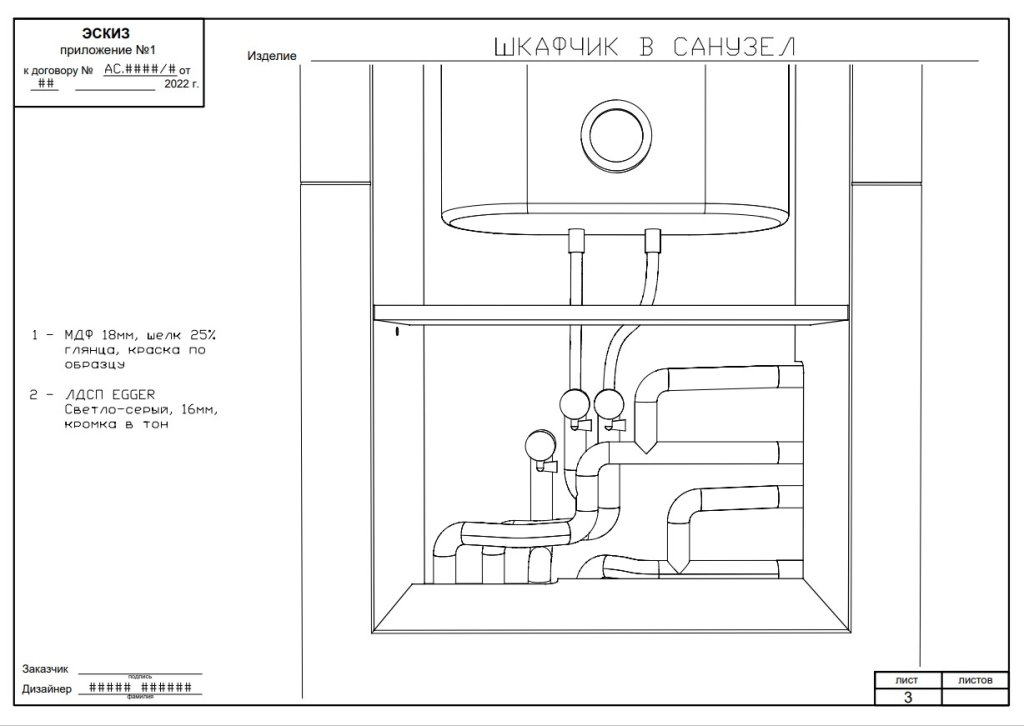 ЭСКИЗ
приложение №1
к договору № АС.####/# от
## 2022 г.
Изделие ШКАФЧИК В САНУЗЕЛ
1 - МДФ 18мм, шелк 25%
глянца, краска по
образцу
2 - ЛДСП EGGER
Светло-серый, 16мм,
кромка в тон
Заказчик
подпись
Дизайнер ##### ######
фамилия
лист листов
3